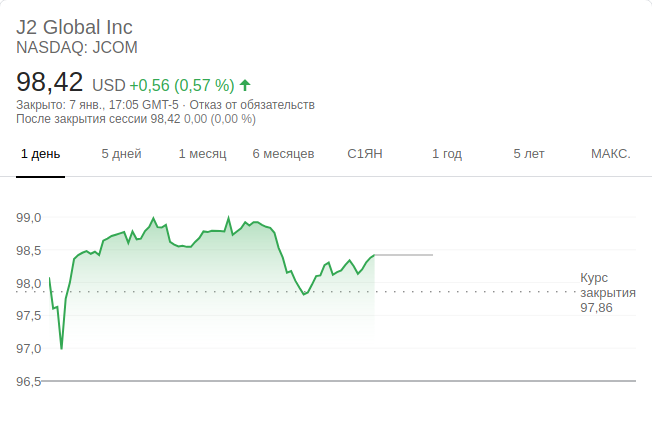 J2 Global Inc
NASDAQ: JCOM
98,42 USD +0,56 (0,57 %)
Закрыто: 7 янв., 17:05 GMT-5 · Отказ от обязательств
После закрытия сессии 98,42 0,00 (0,00 %)
1 день 5 дней 1 месяц 6 месяцев С1ЯН 1 год 5 лет МАКС.
99,0
98,5
98,0
97,5
97,0
96,5
Курс
закрытия
97,86